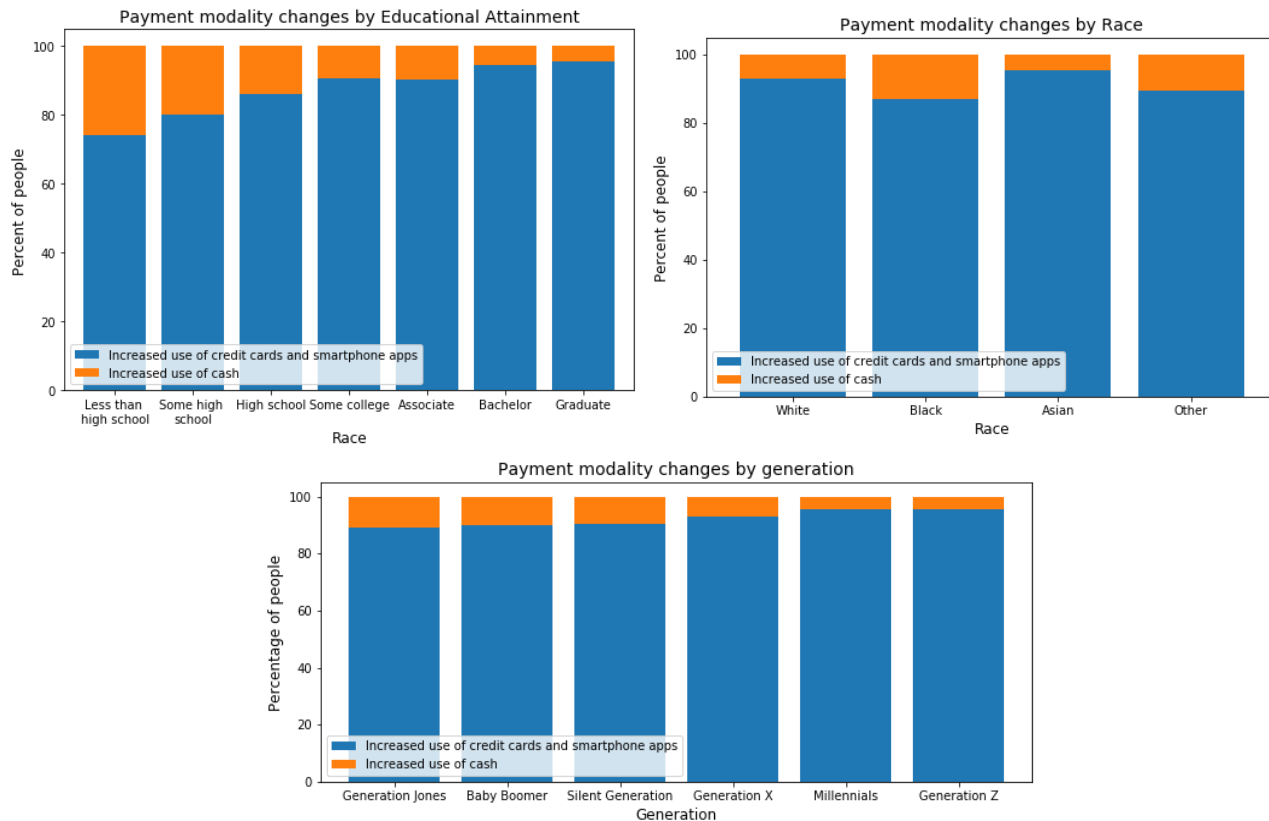 Payment modality changes by Educational Attainment
Percent of people
100
80
60
40
20
0
Increased use of credit cards and smartphone apps
Increased use of cash
Less than
high school
Some high
school
High school
Some college
Associate
Bachelor
Graduate
Race
Payment modality changes by Race
Percent of people
100
80
60
40
20
0
Increased use of credit cards and smartphone apps
Increased use of cash
White
Black
Asian
Other
Race
Payment modality changes by generation
Percentage of people
100
80
60
40
20
0
Increased use of credit cards and smartphone apps
Increased use of cash
Generation Jones
Baby Boomer
Silent Generation
Generation X
Millennials
Generation Z
Generation